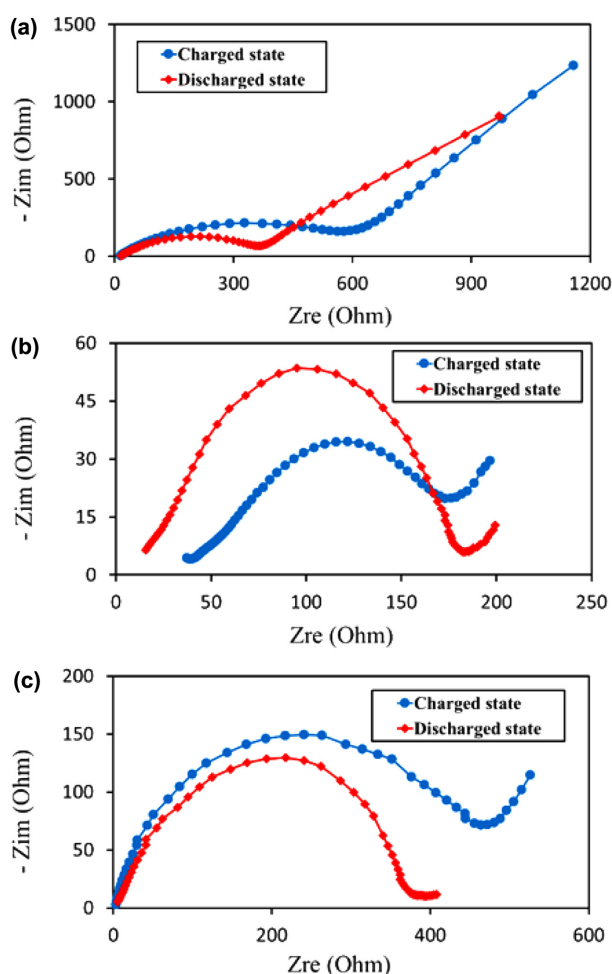 (a)
1500
1000
500
0
- Zim (Ohm)
Charged state
Discharged state
0 300 600 900 1200
Zre (Ohm)
(b)
60
45
30
15
0
- Zim (Ohm)
Charged state
Discharged state
0 50 100 150 200 250
Zre (Ohm)
(c)
200
150
100
50
0
- Zim (Ohm)
Charged state
Discharged state
0 200 400 600
Zre (Ohm)